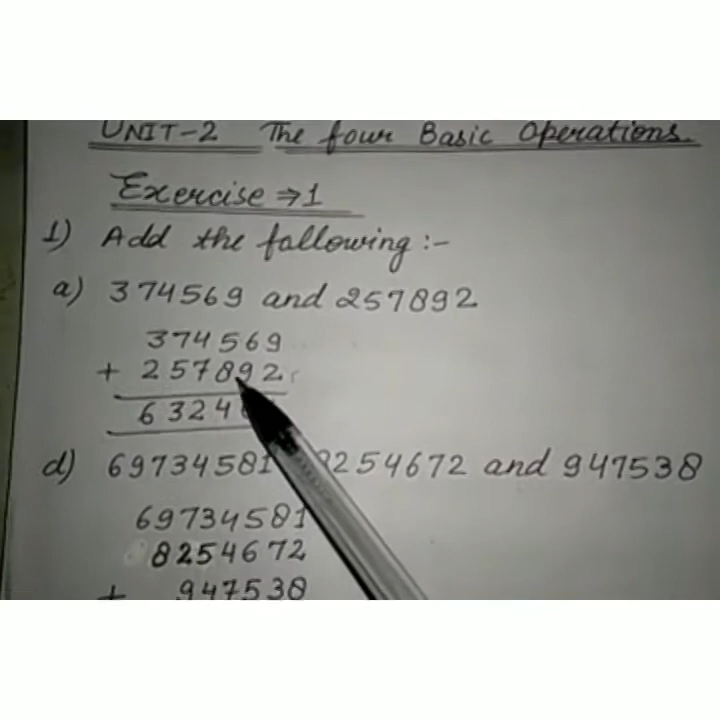 UNIT-2 The four Basic Operations
Exercise ⇒1
1) Add the following :-
a) 374569 and 257892
374569
+ 257892
6324
d) 69734581 8254672 and 947538
69734581
8254672
+ 947538